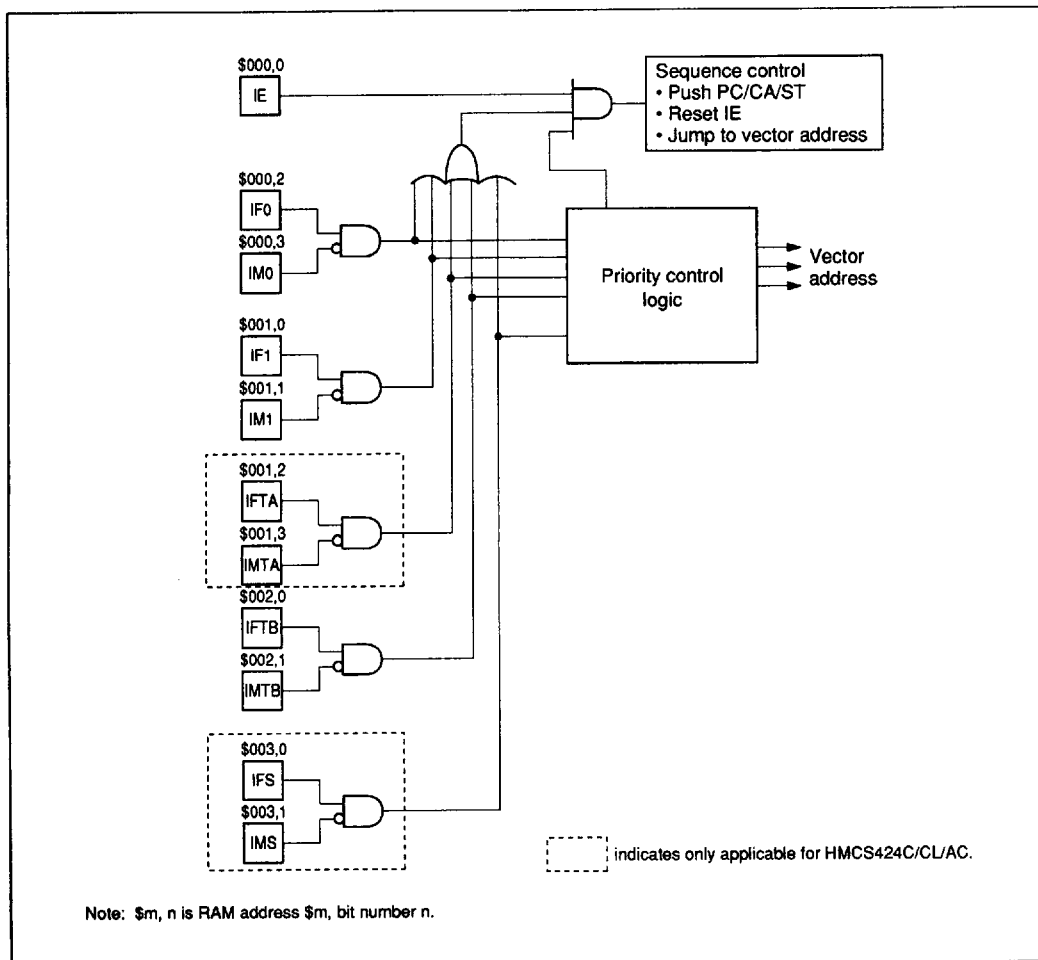 $000,0
IE
Sequence control
• Push PC/CA/ST
• Reset IE
• Jump to vector address
$000,2
IF0
$000,3
IM0
Priority control
logic
Vector
address
$001,0
IF1
$001,1
IM1
$001,2
IFTA
$001,3
IMTA
$002,0
IFTB
$002,1
IMTB
$003,0
IFS
$003,1
IMS
indicates only applicable for HMCS424C/CL/AC.
Note: $m, n is RAM address $m, bit number n.